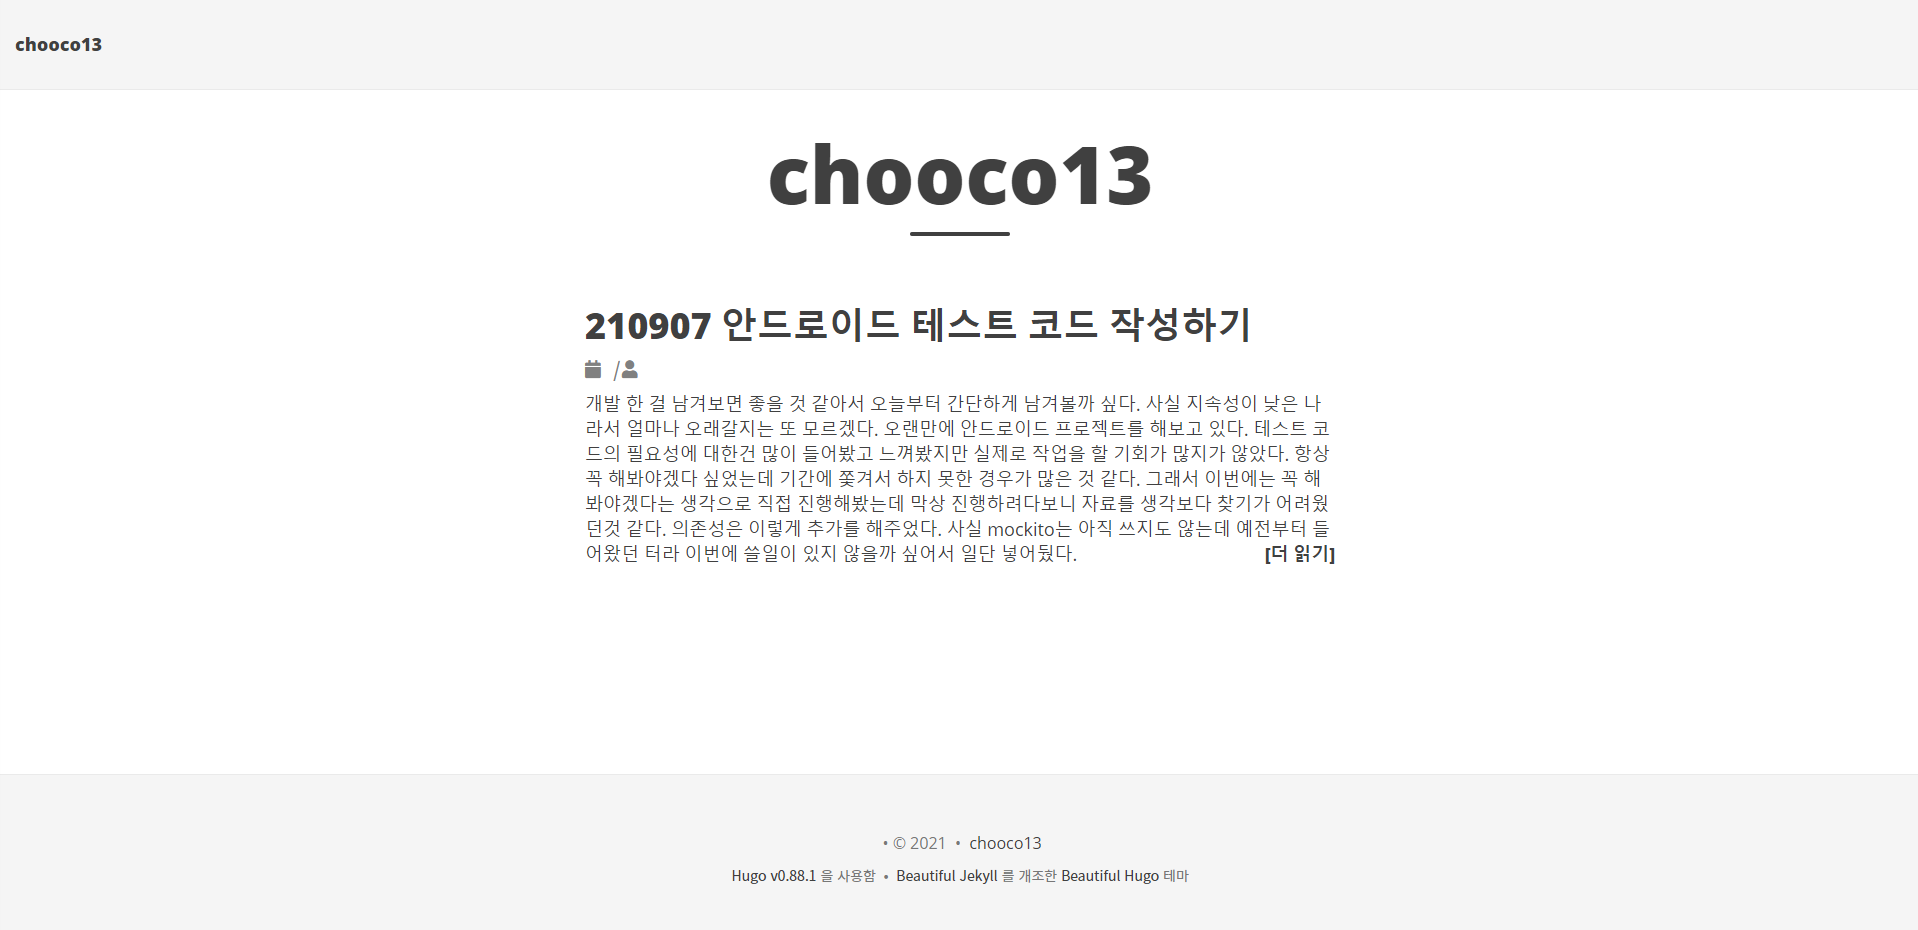 chooco13
chooco13
210907 안드로이드 테스트 코드 작성하기
/
개발 한 걸 남겨보면 좋을 것 같아서 오늘부터 간단하게 남겨볼까 싶다. 사실 지속성이 낮은 나
라서 얼마나 오래갈지는 또 모르겠다. 오랜만에 안드로이드 프로젝트를 해보고 있다. 테스트 코
드의 필요성에 대한건 많이 들어봤고 느껴봤지만 실제로 작업을 할 기회가 많지가 않았다. 항상
꼭 해봐야겠다 싶었는데 기간에 쫓겨서 하지 못한 경우가 많은 것 같다. 그래서 이번에는 꼭 해
봐야겠다는 생각으로 직접 진행해봤는데 막상 진행하려다보니 자료를 생각보다 찾기가 어려웠
던것 같다. 의존성은 이렇게 추가를 해주었다. 사실 mockito는 아직 쓰지도 않는데 예전부터 들
어왔던 터라 이번에 쓸일이 있지 않을까 싶어서 일단 넣어뒀다. [더 읽기]
• © 2021 • chooco13
Hugo v0.88.1 을 사용함 • Beautiful Jekyll 를 개조한 Beautiful Hugo 테마